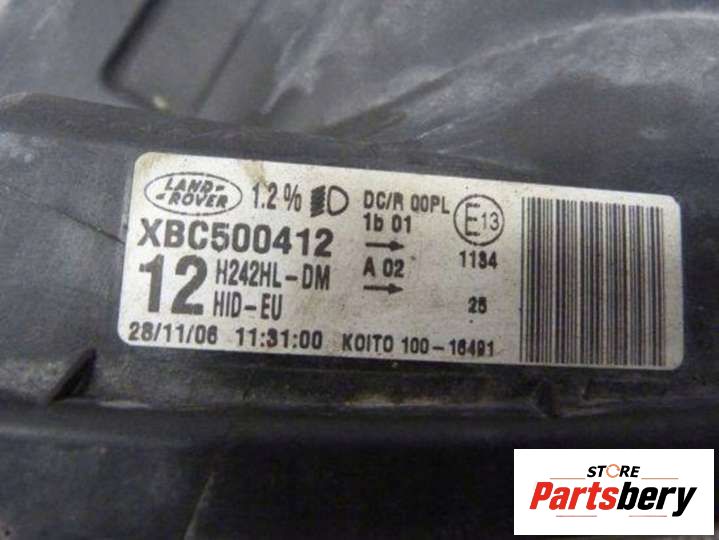 LAND-
ROVER
1.2% DC/R 00PL
1b 01
E13
XBC500412
12 H242HL-DM
HID-EU
A 02
1134
25
28/11/06 11:31:00 KOITO 100-16491
STORE
Partsbery